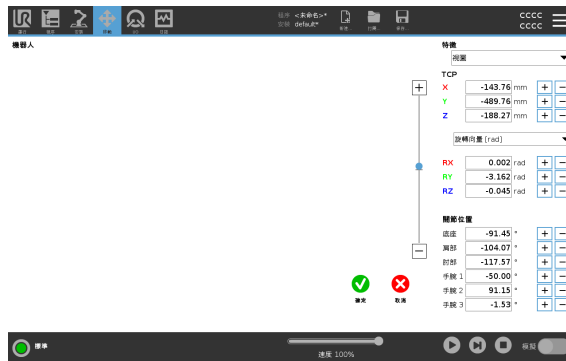 程序 <未命名>*
安裝 default*
cccc
cccc
機器人
特徵
視圖
TCP
X -143.76 mm + −
Y -489.76 mm + −
Z -188.27 mm + −
旋轉向量 [rad]
RX 0.002 rad + −
RY -3.162 rad + −
RZ -0.045 rad + −
關節位置
底座 -91.45 ° + −
肩部 -104.07 ° + −
肘部 -117.57 ° + −
手腕 1 -50.00 ° + −
手腕 2 91.15 ° + −
手腕 3 -1.53 ° + −
確定 取消
標準
速度 100%
模擬